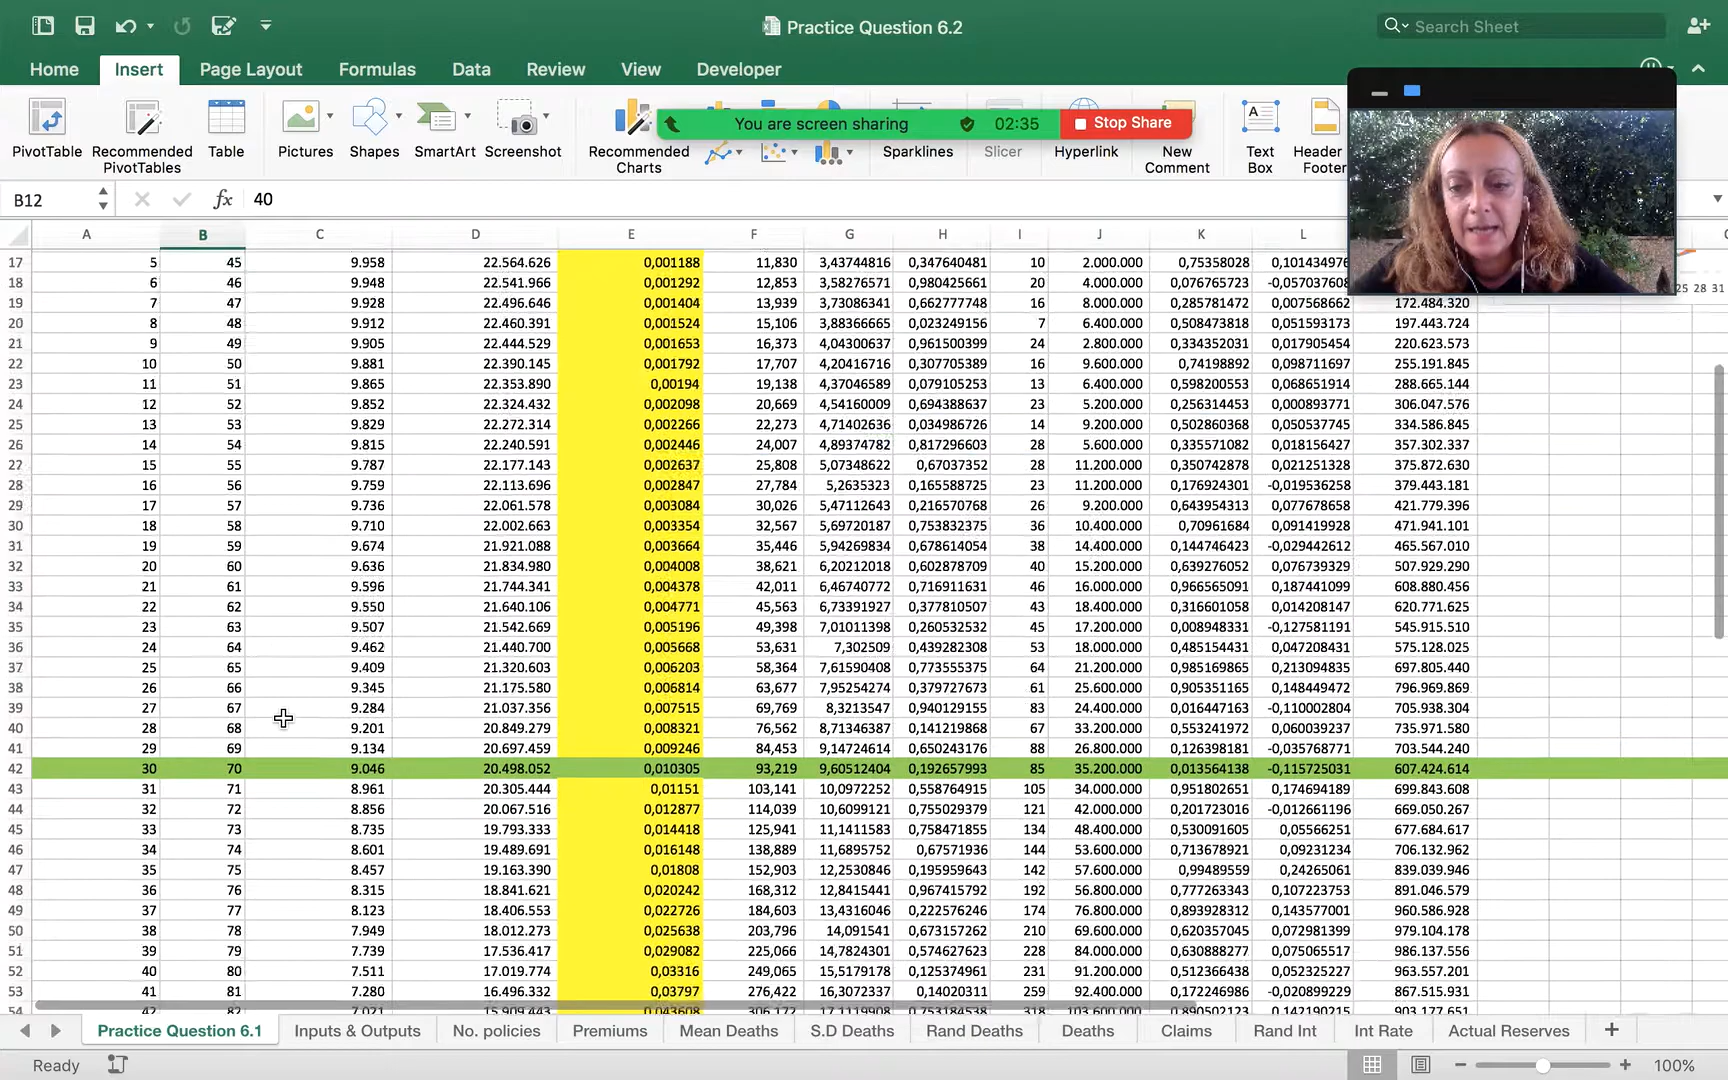 Practice Question 6.2
Search Sheet
Home Insert Page Layout Formulas Data Review View Developer
You are screen sharing 02:35 Stop Share
PivotTable Recommended PivotTables Table Pictures Shapes SmartArt Screenshot Recommended Charts Sparklines Slicer Hyperlink New Comment Text Box Header Footer
B12 fx 40
A B C D E F G H I J K L
17 5 45 9.958 22.564.626 0,001188 11,830 3,43744816 0,347640481 10 2.000.000 0,75358028 0,101434976
18 6 46 9.948 22.541.966 0,001292 12,853 3,58276571 0,980425661 20 4.000.000 0,076765723 -0,057037608 25 28 31
19 7 47 9.928 22.496.646 0,001404 13,939 3,73086341 0,662777748 16 8.000.000 0,285781472 0,007568662 172.484.320
20 8 48 9.912 22.460.391 0,001524 15,106 3,88366665 0,023249156 7 6.400.000 0,508473818 0,051593173 197.443.724
21 9 49 9.905 22.444.529 0,001653 16,373 4,04300637 0,961500399 24 2.800.000 0,334352031 0,017905454 220.623.573
22 10 50 9.881 22.390.145 0,001792 17,707 4,20416716 0,307705389 16 9.600.000 0,74198892 0,098711697 255.191.845
23 11 51 9.865 22.353.890 0,00194 19,138 4,37046589 0,079105253 13 6.400.000 0,598200553 0,068651914 288.665.144
24 12 52 9.852 22.324.432 0,002098 20,669 4,54160009 0,694388637 23 5.200.000 0,256314453 0,000893771 306.047.576
25 13 53 9.829 22.272.314 0,002266 22,273 4,71402636 0,034986726 14 9.200.000 0,502860368 0,050537745 334.586.845
26 14 54 9.815 22.240.591 0,002446 24,007 4,89374782 0,817296603 28 5.600.000 0,335571082 0,018156427 357.302.337
27 15 55 9.787 22.177.143 0,002637 25,808 5,07348622 0,67037352 28 11.200.000 0,350742878 0,021251328 375.872.630
28 16 56 9.759 22.113.696 0,002847 27,784 5,2635323 0,165588725 23 11.200.000 0,176924301 -0,019536258 379.443.181
29 17 57 9.736 22.061.578 0,003084 30,026 5,47112643 0,216570768 26 9.200.000 0,643954313 0,077678658 421.779.396
30 18 58 9.710 22.002.663 0,003354 32,567 5,69720187 0,753832375 36 10.400.000 0,70961684 0,091419928 471.941.101
31 19 59 9.674 21.921.088 0,003664 35,446 5,94269834 0,678614054 38 14.400.000 0,144746423 -0,029442612 465.567.010
32 20 60 9.636 21.834.980 0,004008 38,621 6,20212018 0,602878709 40 15.200.000 0,639276052 0,076739329 507.929.290
33 21 61 9.596 21.744.341 0,004378 42,011 6,46740772 0,716911631 46 16.000.000 0,966565091 0,187441099 608.880.456
34 22 62 9.550 21.640.106 0,004771 45,563 6,73391927 0,377810507 43 18.400.000 0,316601058 0,014208147 620.771.625
35 23 63 9.507 21.542.669 0,005196 49,398 7,01011398 0,260532532 45 17.200.000 0,008948331 -0,127581191 545.915.510
36 24 64 9.462 21.440.700 0,005668 53,631 7,302509 0,439282308 53 18.000.000 0,485154431 0,047208431 575.128.025
37 25 65 9.409 21.320.603 0,006203 58,364 7,61590408 0,773555375 64 21.200.000 0,985169865 0,213094835 697.805.440
38 26 66 9.345 21.175.580 0,006814 63,677 7,95254274 0,379727673 61 25.600.000 0,905351165 0,148449472 796.969.869
39 27 67 9.284 21.037.356 0,007515 69,769 8,3213547 0,940129155 83 24.400.000 0,016447163 -0,110002804 705.938.304
40 28 68 9.201 20.849.279 0,008321 76,562 8,71346387 0,141219868 67 33.200.000 0,553241972 0,060039237 735.971.580
41 29 69 9.134 20.697.459 0,009246 84,453 9,14724614 0,650243176 88 26.800.000 0,126398181 -0,035768771 703.544.240
42 30 70 9.046 20.498.052 0,010305 93,219 9,60512404 0,192657993 85 35.200.000 0,013564138 -0,115725031 607.424.614
43 31 71 8.961 20.305.444 0,01151 103,141 10,0972252 0,558764915 105 34.000.000 0,951802651 0,174694189 699.843.608
44 32 72 8.856 20.067.516 0,012877 114,039 10,6099121 0,755029379 121 42.000.000 0,201723016 -0,012661196 669.050.267
45 33 73 8.735 19.793.333 0,014418 125,941 11,1411583 0,758471855 134 48.400.000 0,530091605 0,05566251 677.684.617
46 34 74 8.601 19.489.691 0,016148 138,889 11,6895752 0,67571936 144 53.600.000 0,713678921 0,09231234 706.132.962
47 35 75 8.457 19.163.390 0,01808 152,903 12,2530846 0,195959643 142 57.600.000 0,99489559 0,24265061 839.039.946
48 36 76 8.315 18.841.621 0,020242 168,312 12,8415441 0,967415792 192 56.800.000 0,777263343 0,107223753 891.046.579
49 37 77 8.123 18.406.553 0,022726 184,603 13,4316046 0,222576246 174 76.800.000 0,893928312 0,143577001 960.586.928
50 38 78 7.949 18.012.273 0,025638 203,796 14,091541 0,673157262 210 69.600.000 0,620357045 0,072981399 979.104.178
51 39 79 7.739 17.536.417 0,029082 225,066 14,7824301 0,574627623 228 84.000.000 0,630888277 0,075065517 986.137.556
52 40 80 7.511 17.019.774 0,03316 249,065 15,5179178 0,125374961 231 91.200.000 0,512366438 0,052325227 963.557.201
53 41 81 7.280 16.496.332 0,03797 276,422 16,3072337 0,14020311 259 92.400.000 0,172246986 -0,020899229 867.515.931
Practice Question 6.1 Inputs & Outputs No. policies Premiums Mean Deaths S.D Deaths Rand Deaths Deaths Claims Rand Int Int Rate Actual Reserves
Ready 100%